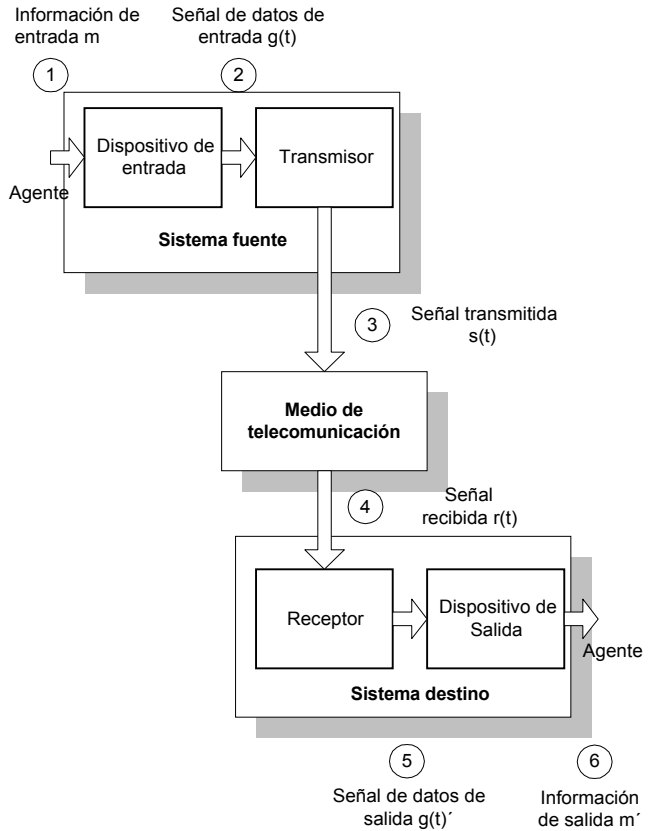 Información de
entrada m
Señal de datos de
entrada g(t)
1
2
Dispositivo de
entrada
Transmisor
Agente
Sistema fuente
3
Señal transmitida
s(t)
Medio de
telecomunicación
4
Señal
recibida r(t)
Receptor
Dispositivo de
Salida
Agente
Sistema destino
5
6
Señal de datos de
salida g(t)´
Información
de salida m´